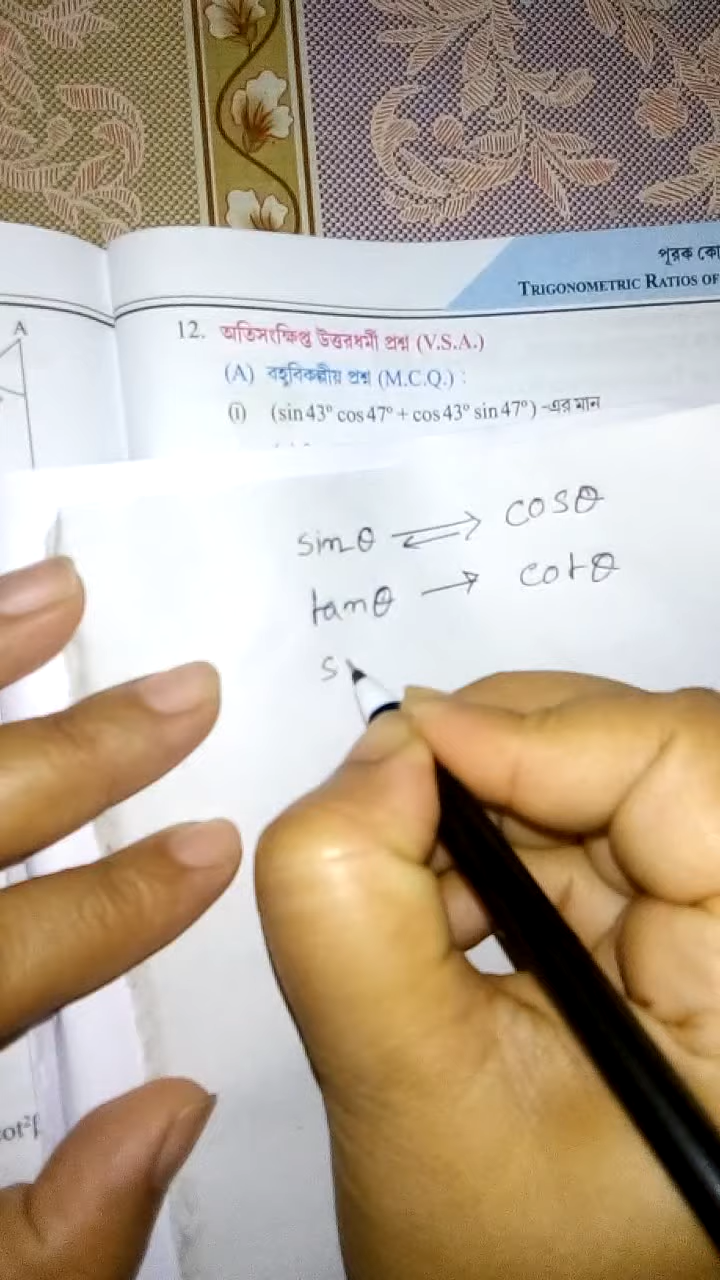 পূরক কো
TRIGONOMETRIC RATIOS OF
A
12. অতিসংক্ষিপ্ত উত্তরধর্মী প্রশ্ন (V.S.A.)
(A) বহুবিকল্পীয় প্রশ্ন (M.C.Q.) :
(i) (sin 43° cos 47° + cos 43° sin 47°) -এর মান
sinθ ⇌ cosθ
tanθ → cotθ
s
cot²